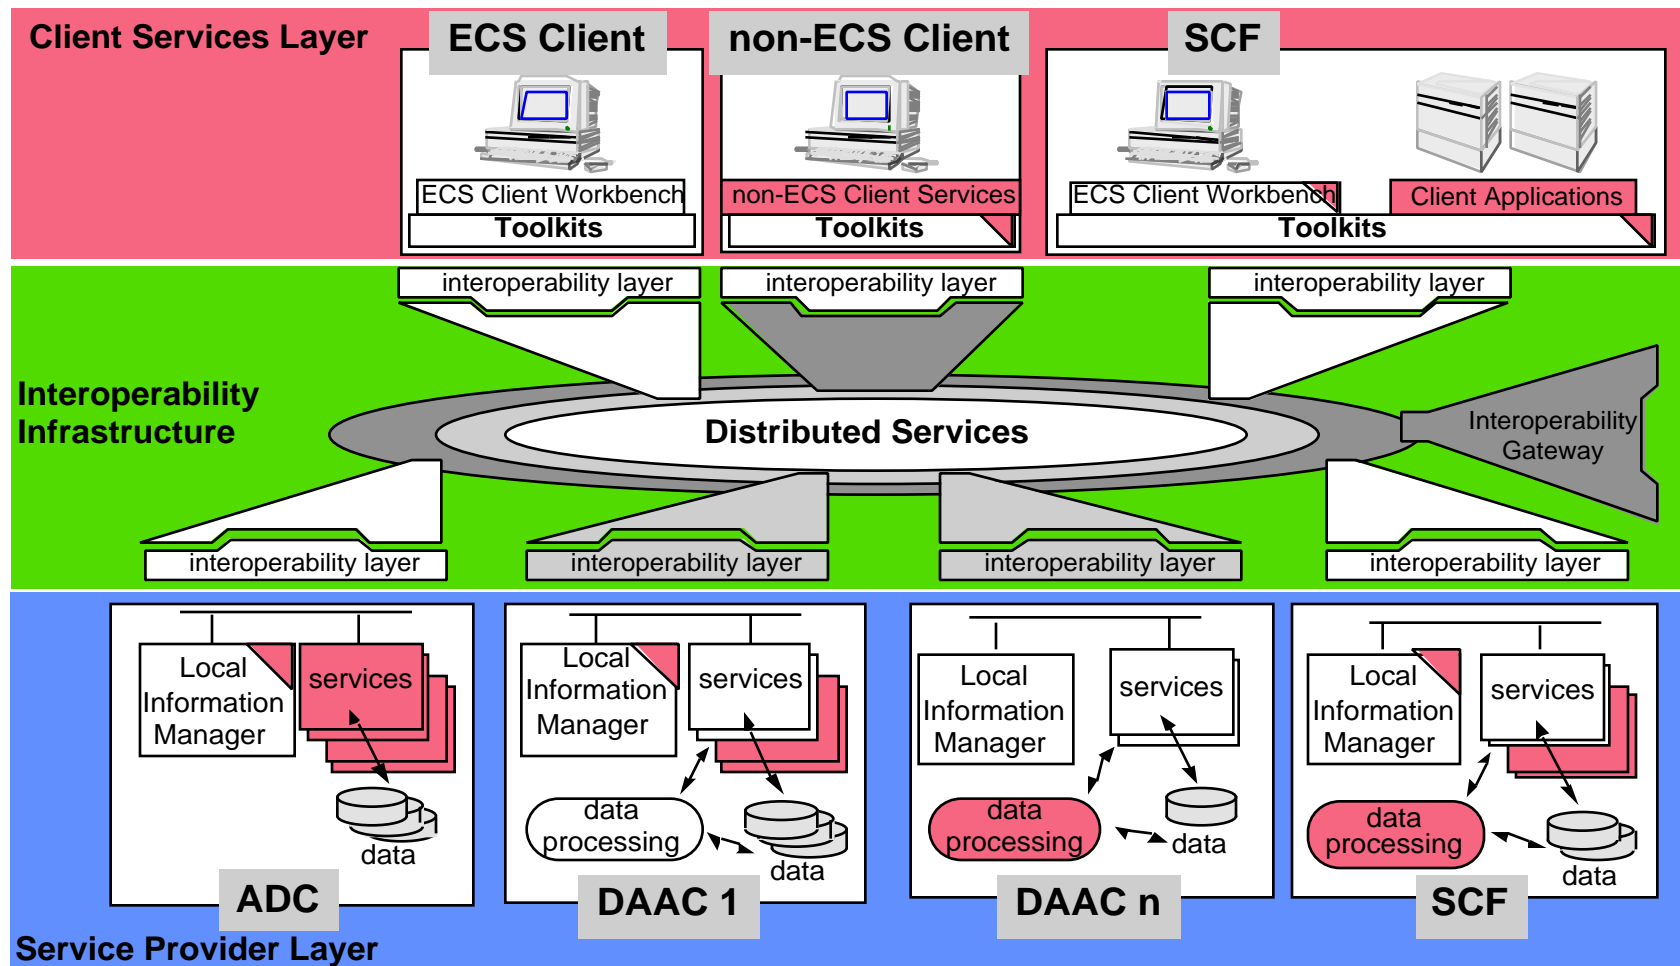 Client Services Layer
ECS Client
non-ECS Client
SCF
ECS Client Workbench
Toolkits
non-ECS Client Services
Toolkits
ECS Client Workbench
Client Applications
Toolkits
interoperability layer
interoperability layer
interoperability layer
Interoperability
Infrastructure
Distributed Services
Interoperability
Gateway
interoperability layer
interoperability layer
interoperability layer
interoperability layer
Local
Information
Manager
services
data
ADC
Local
Information
Manager
services
data
processing
data
DAAC 1
Local
Information
Manager
services
data
processing
data
DAAC n
Local
Information
Manager
services
data
processing
data
SCF
Service Provider Layer